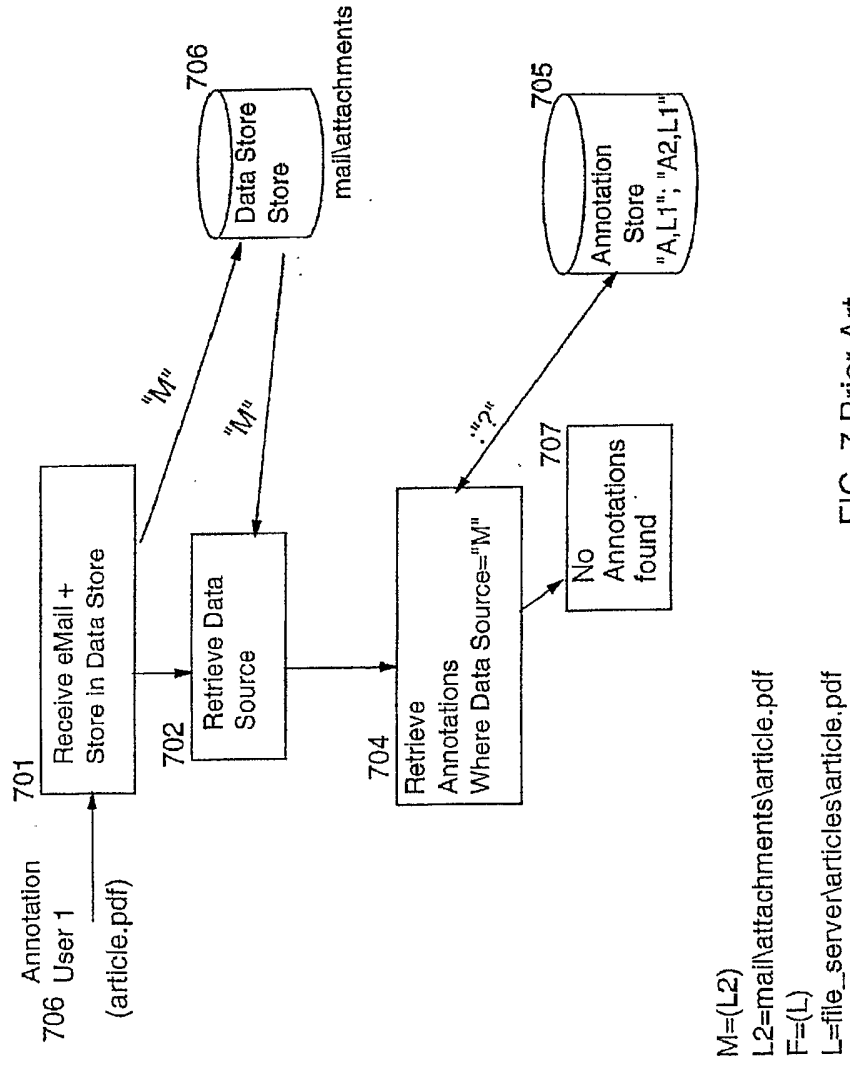 701
Annotation
706 User 1
(article.pdf)
Receive eMail +
Store in Data Store
"M"
706
Data Store
Store
mail\attachments
702
Retrieve Data
Source
"M"
704
Retrieve
Annotations
Where Data Source="M"
:"?"
705
Annotation
Store
"A,L1"; "A2,L1"
707
No
Annotations
found
M=(L2)
L2=mail\attachments\article.pdf
F=(L)
L=file_server\articles\article.pdf
FIG. 7 Prior Art